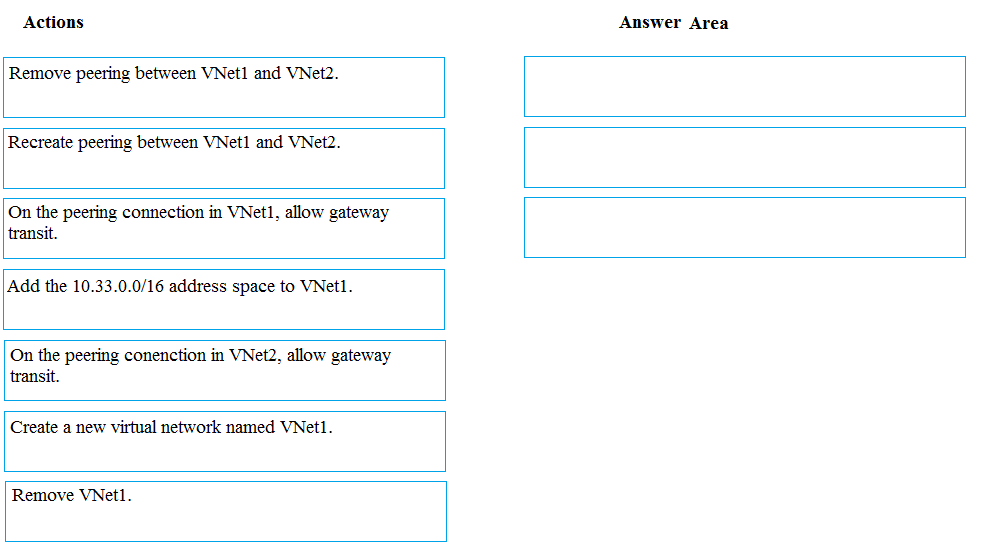 Actions
Answer Area
Remove peering between VNet1 and VNet2.
Recreate peering between VNet1 and VNet2.
On the peering connection in VNet1, allow gateway
transit.
Add the 10.33.0.0/16 address space to VNet1.
On the peering conenction in VNet2, allow gateway
transit.
Create a new virtual network named VNet1.
Remove VNet1.